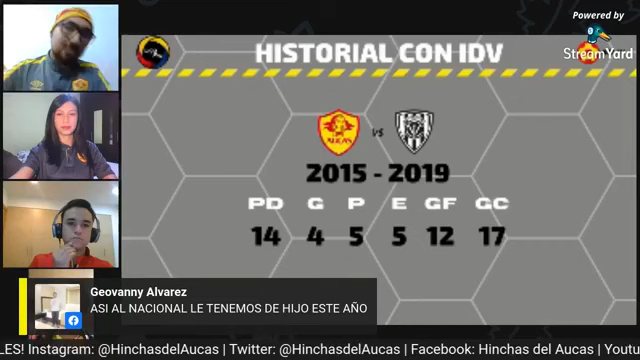 Powered by
StreamYard
HISTORIAL CON IDV
AUCAS
VS
2015 - 2019
PD G P E GF GC
14 4 5 5 12 17
Geovanny Alvarez
ASI AL NACIONAL LE TENEMOS DE HIJO ESTE AÑO
LES! Instagram: @HinchasdelAucas | Twitter: @HinchasdelAucas | Facebook: Hinchas del Aucas | Youtu